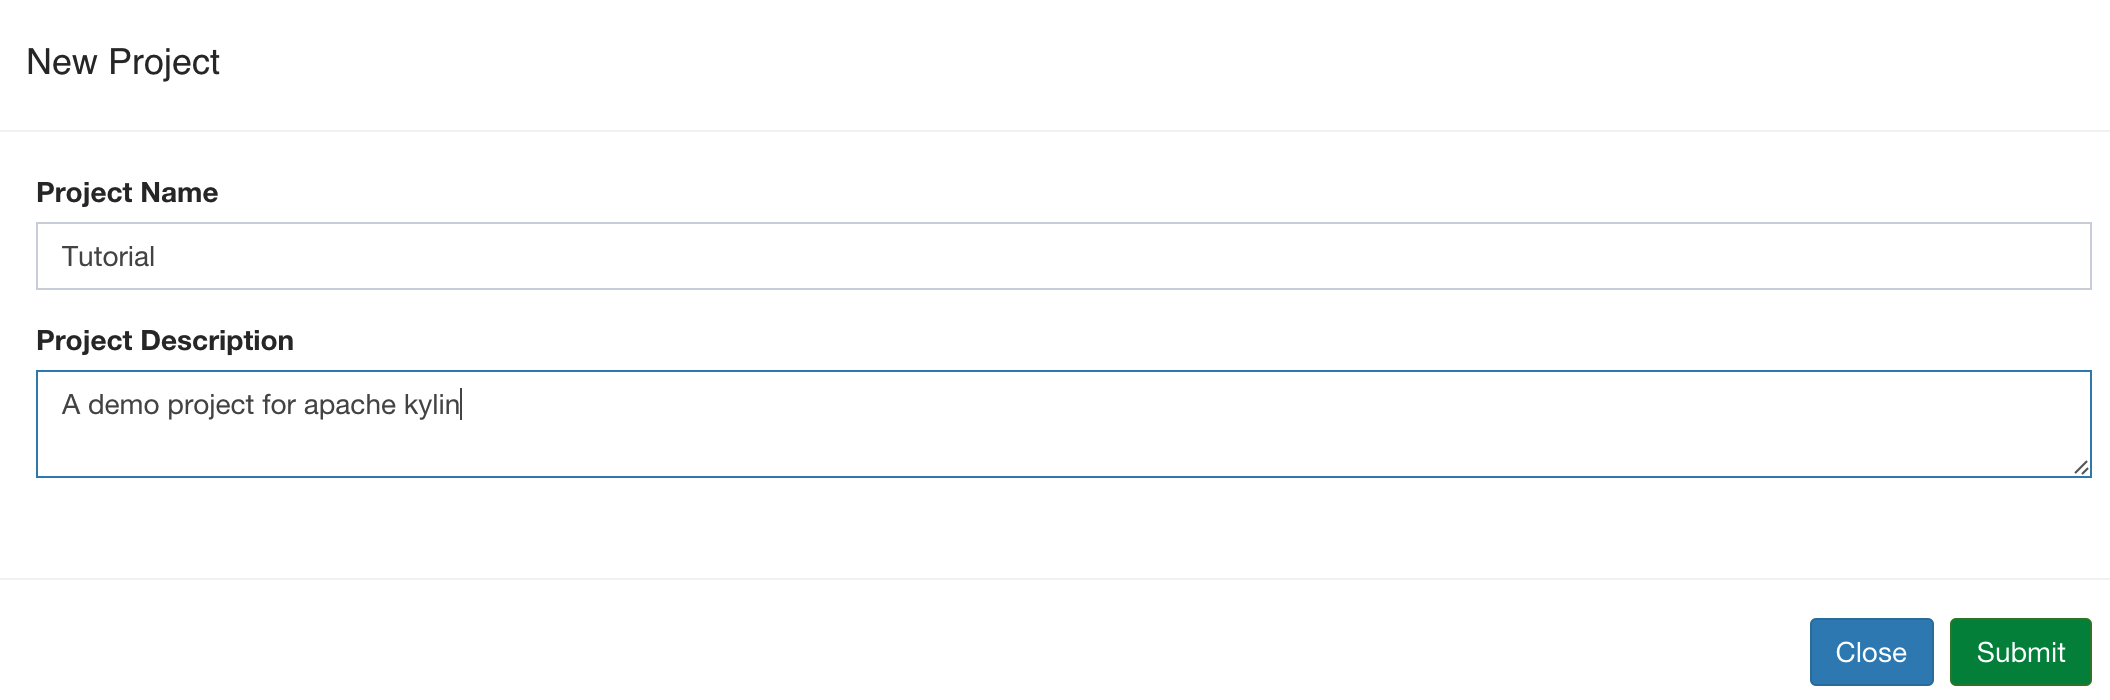 New Project
Project Name
Tutorial
Project Description
A demo project for apache kylin
Close Submit